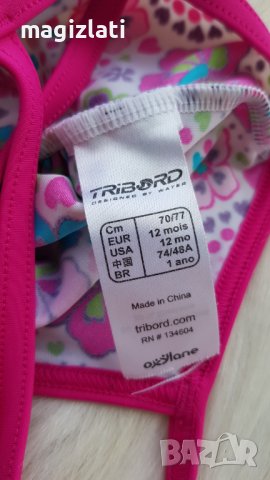 magizlati
TRIBORD
DESIGNED BY WATER
Cm 70/77
EUR 12 mois
USA 12 mo
中国 74/48A
BR 1 ano
Made in China
tribord.com
RN # 134604
oxylane
BAZAR
bg